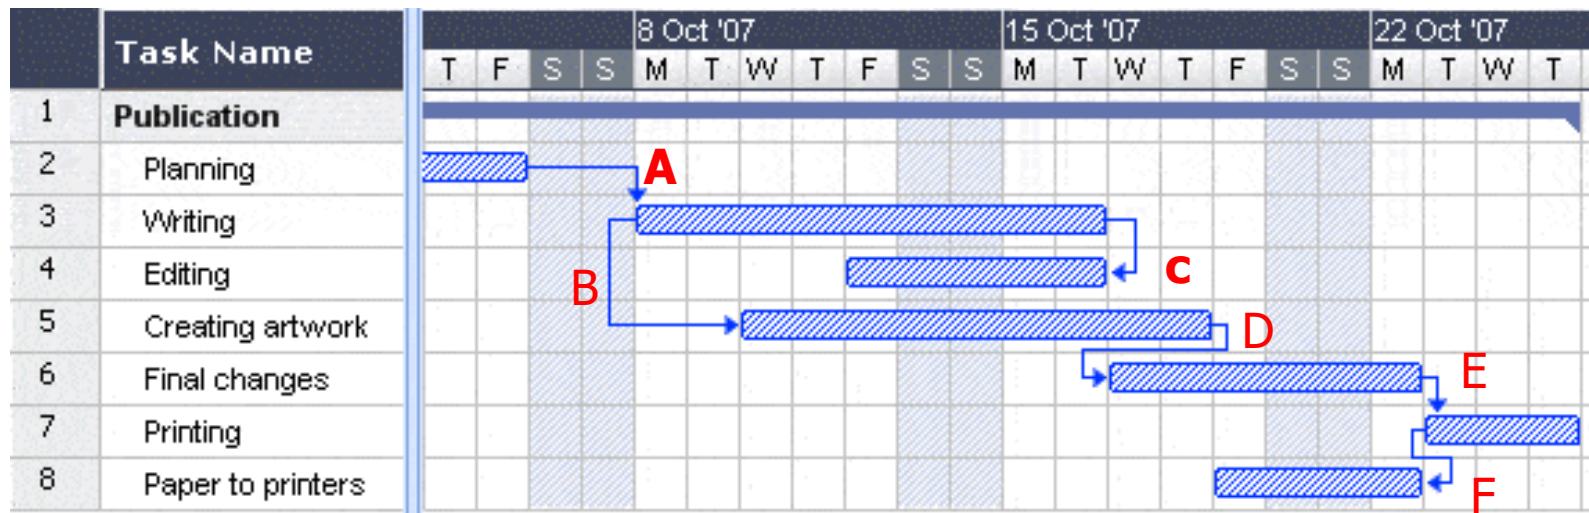 Task Name
8 Oct '07 15 Oct '07 22 Oct '07
T F S S M T W T F S S M T W T F S S M T W T
1 Publication
2 Planning A
3 Writing
4 Editing B c
5 Creating artwork D
6 Final changes E
7 Printing
8 Paper to printers F